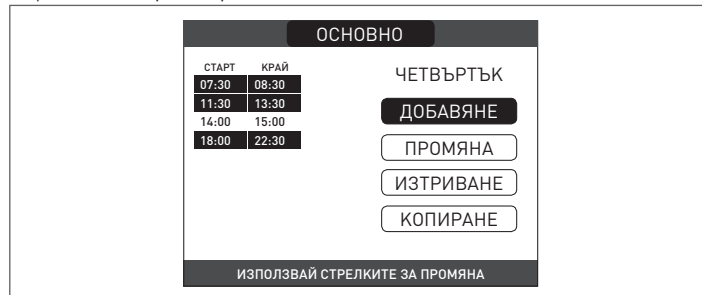 ОСНОВНО
СТАРТ КРАЙ
07:30 08:30
11:30 13:30
14:00 15:00
18:00 22:30
ЧЕТВЪРТЪК
ДОБАВЯНЕ
ПРОМЯНА
ИЗТРИВАНЕ
КОПИРАНЕ
ИЗПОЛЗВАЙ СТРЕЛКИТЕ ЗА ПРОМЯНА